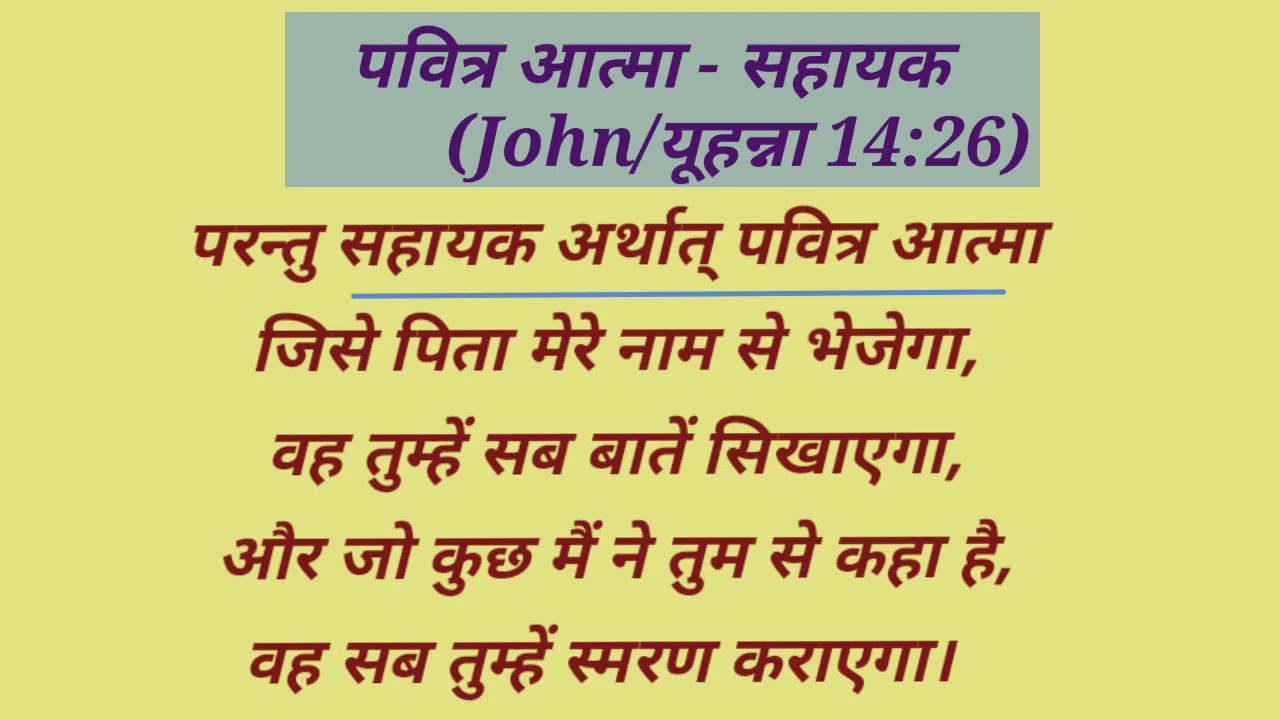 पवित्र आत्मा - सहायक
(John/यूहन्ना 14:26)
परन्तु सहायक अर्थात् पवित्र आत्मा
जिसे पिता मेरे नाम से भेजेगा,
वह तुम्हें सब बातें सिखाएगा,
और जो कुछ मैं ने तुम से कहा है,
वह सब तुम्हें स्मरण कराएगा।